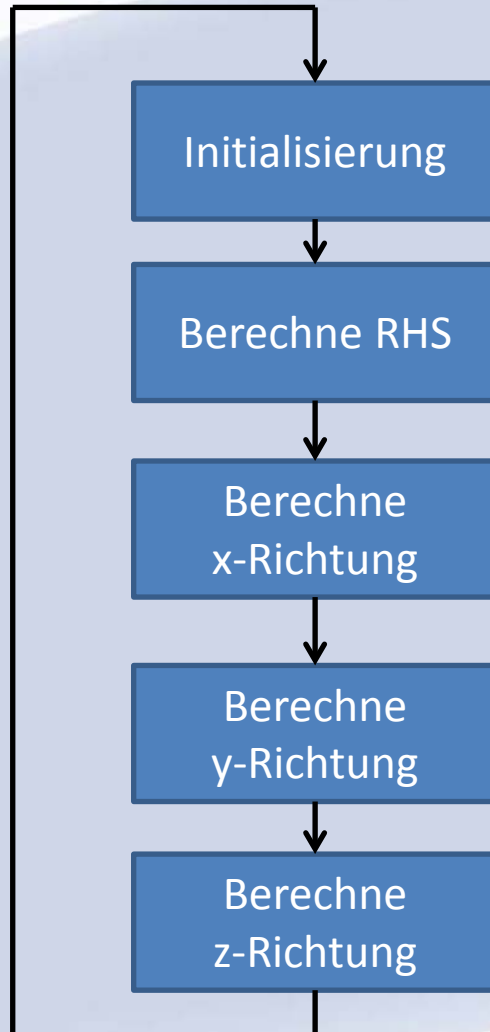 Initialisierung
Berechne RHS
Berechne
x-Richtung
Berechne
y-Richtung
Berechne
z-Richtung